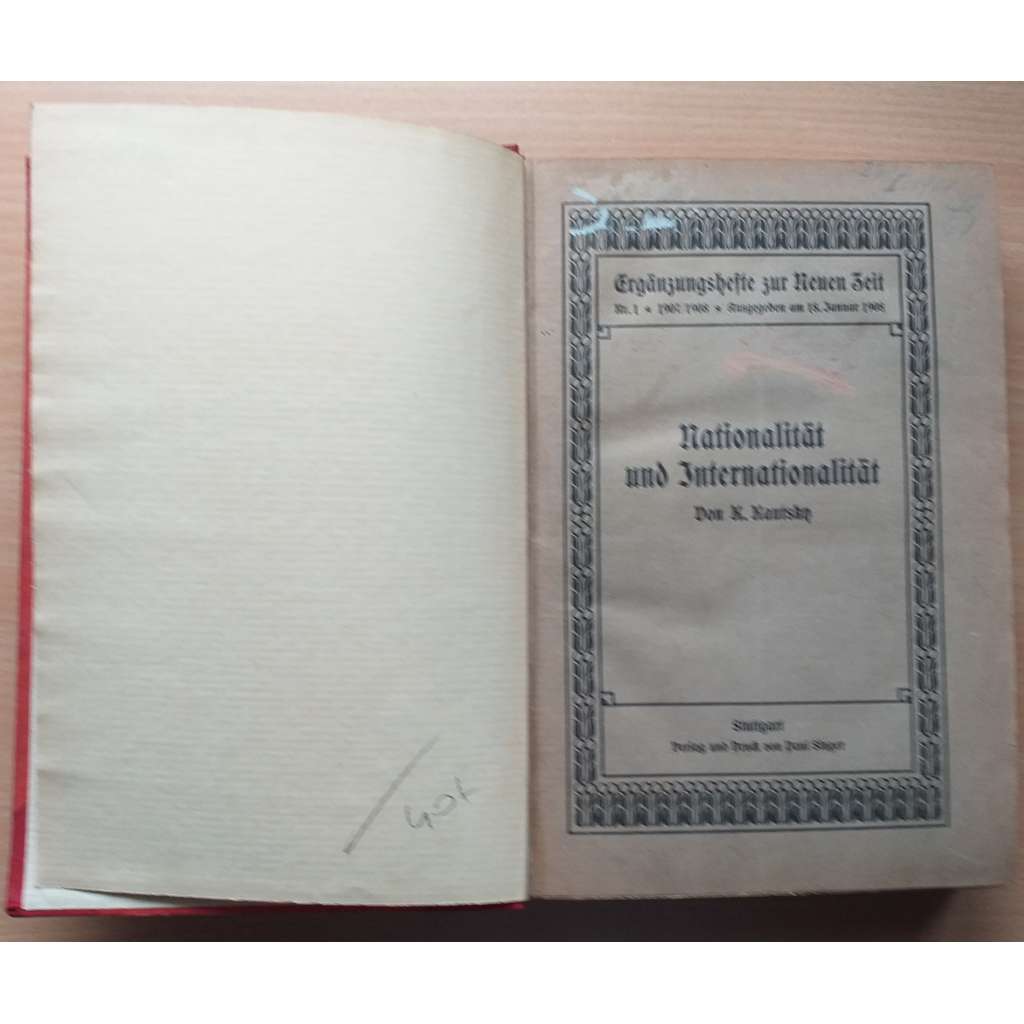 Ergänzungshefte zur Neuen Zeit
Nr. 1 * 1907/1908 * Ausgegeben am 18. Januar 1908
Nationalität
und Internationalität
Von K. Kautsky
Stuttgart
Verlag und Druck von Paul Singer